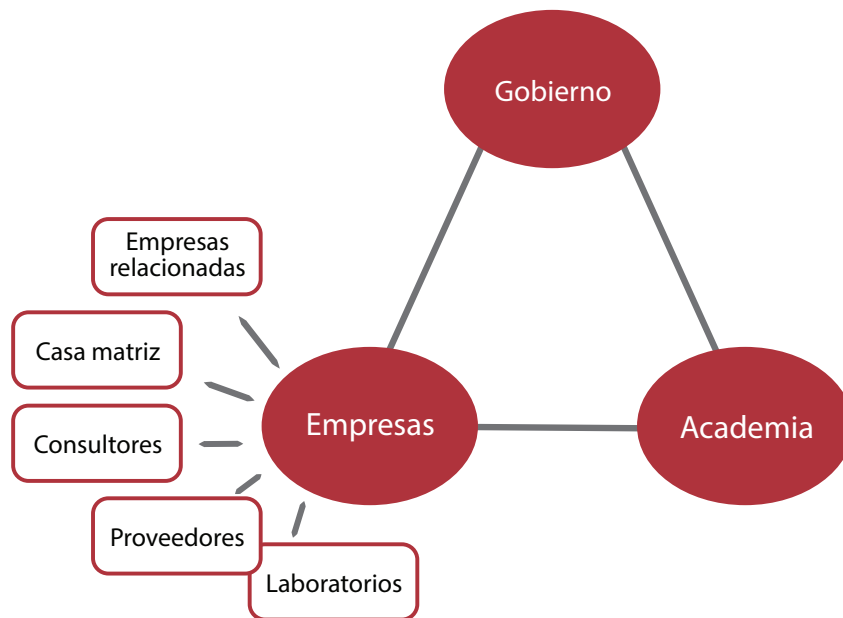 Gobierno
Empresas
relacionadas
Casa matriz
Consultores
Proveedores
Laboratorios
Empresas
Academia